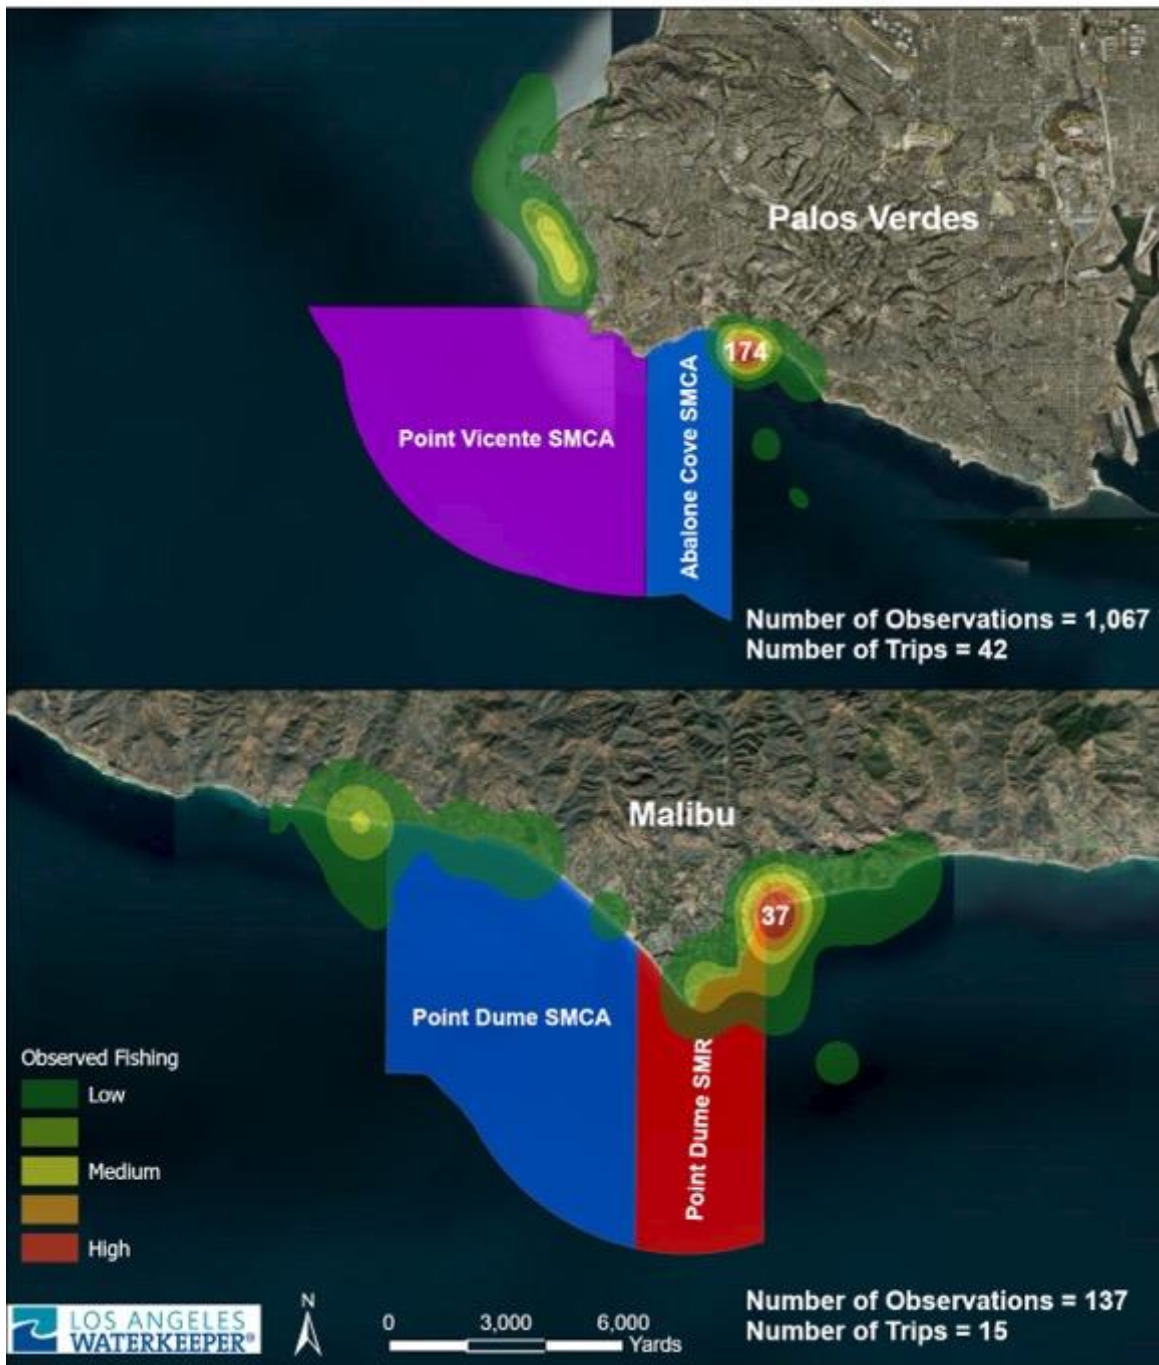 Palos Verdes
174
Point Vicente SMCA
Abalone Cove SMCA
Number of Observations = 1,067
Number of Trips = 42
Malibu
37
Point Dume SMCA
Point Dume SMR
Observed Fishing
Low
Medium
High
LOS ANGELES
WATERKEEPER®
N
0 3,000 6,000
Yards
Number of Observations = 137
Number of Trips = 15